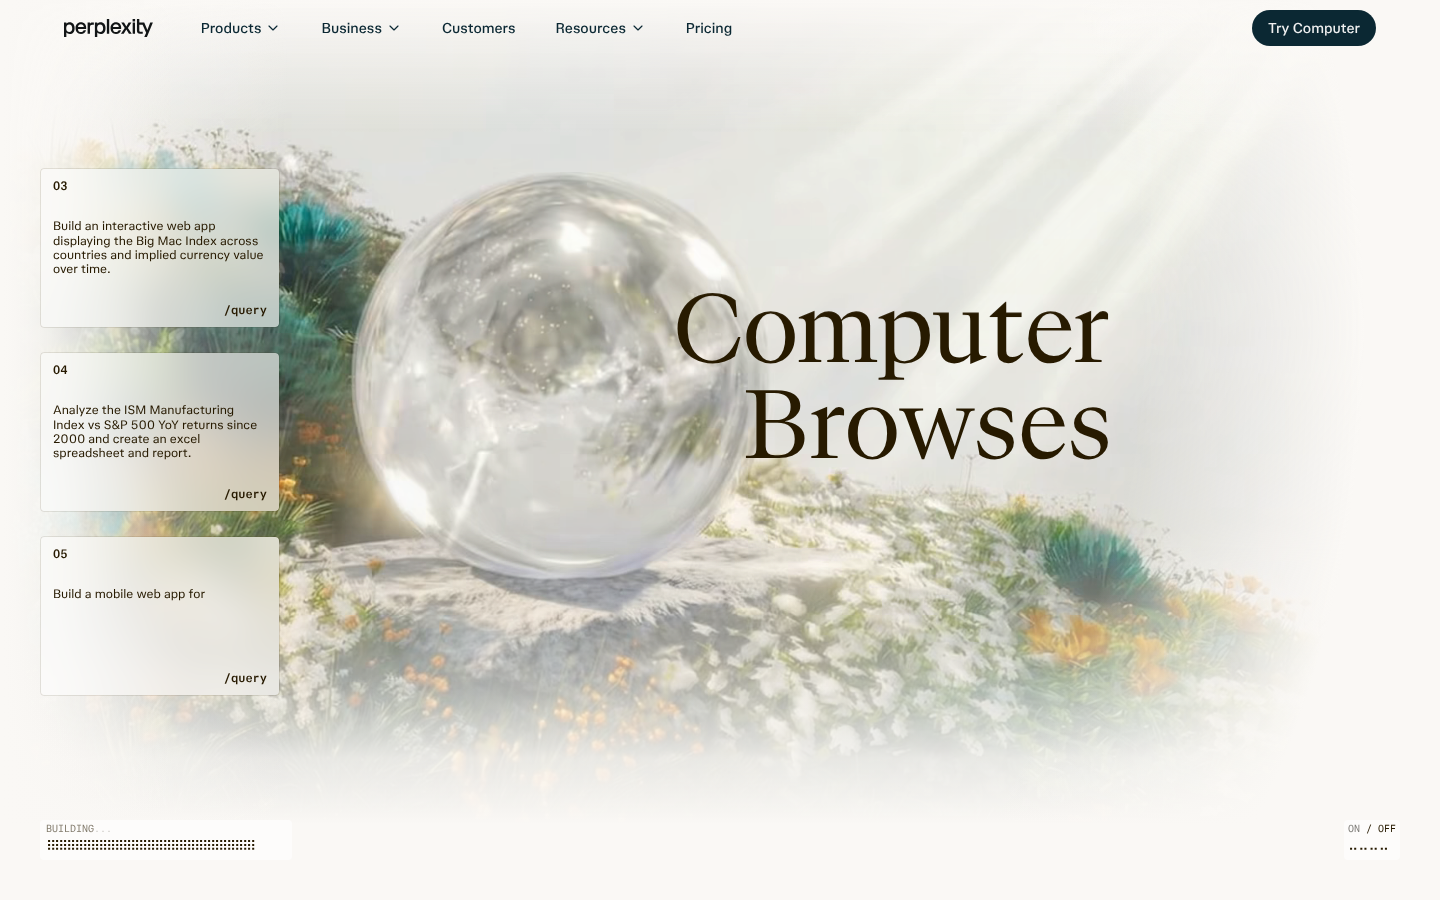 perplexity
Products
Business
Customers
Resources
Pricing
Try Computer
03
Build an interactive web app
displaying the Big Mac Index across
countries and implied currency value
over time.
/query
04
Analyze the ISM Manufacturing
Index vs S&P 500 YoY returns since
2000 and create an excel
spreadsheet and report.
/query
05
Build a mobile web app for
/query
Computer
Browses
BUILDING...
ON / OFF